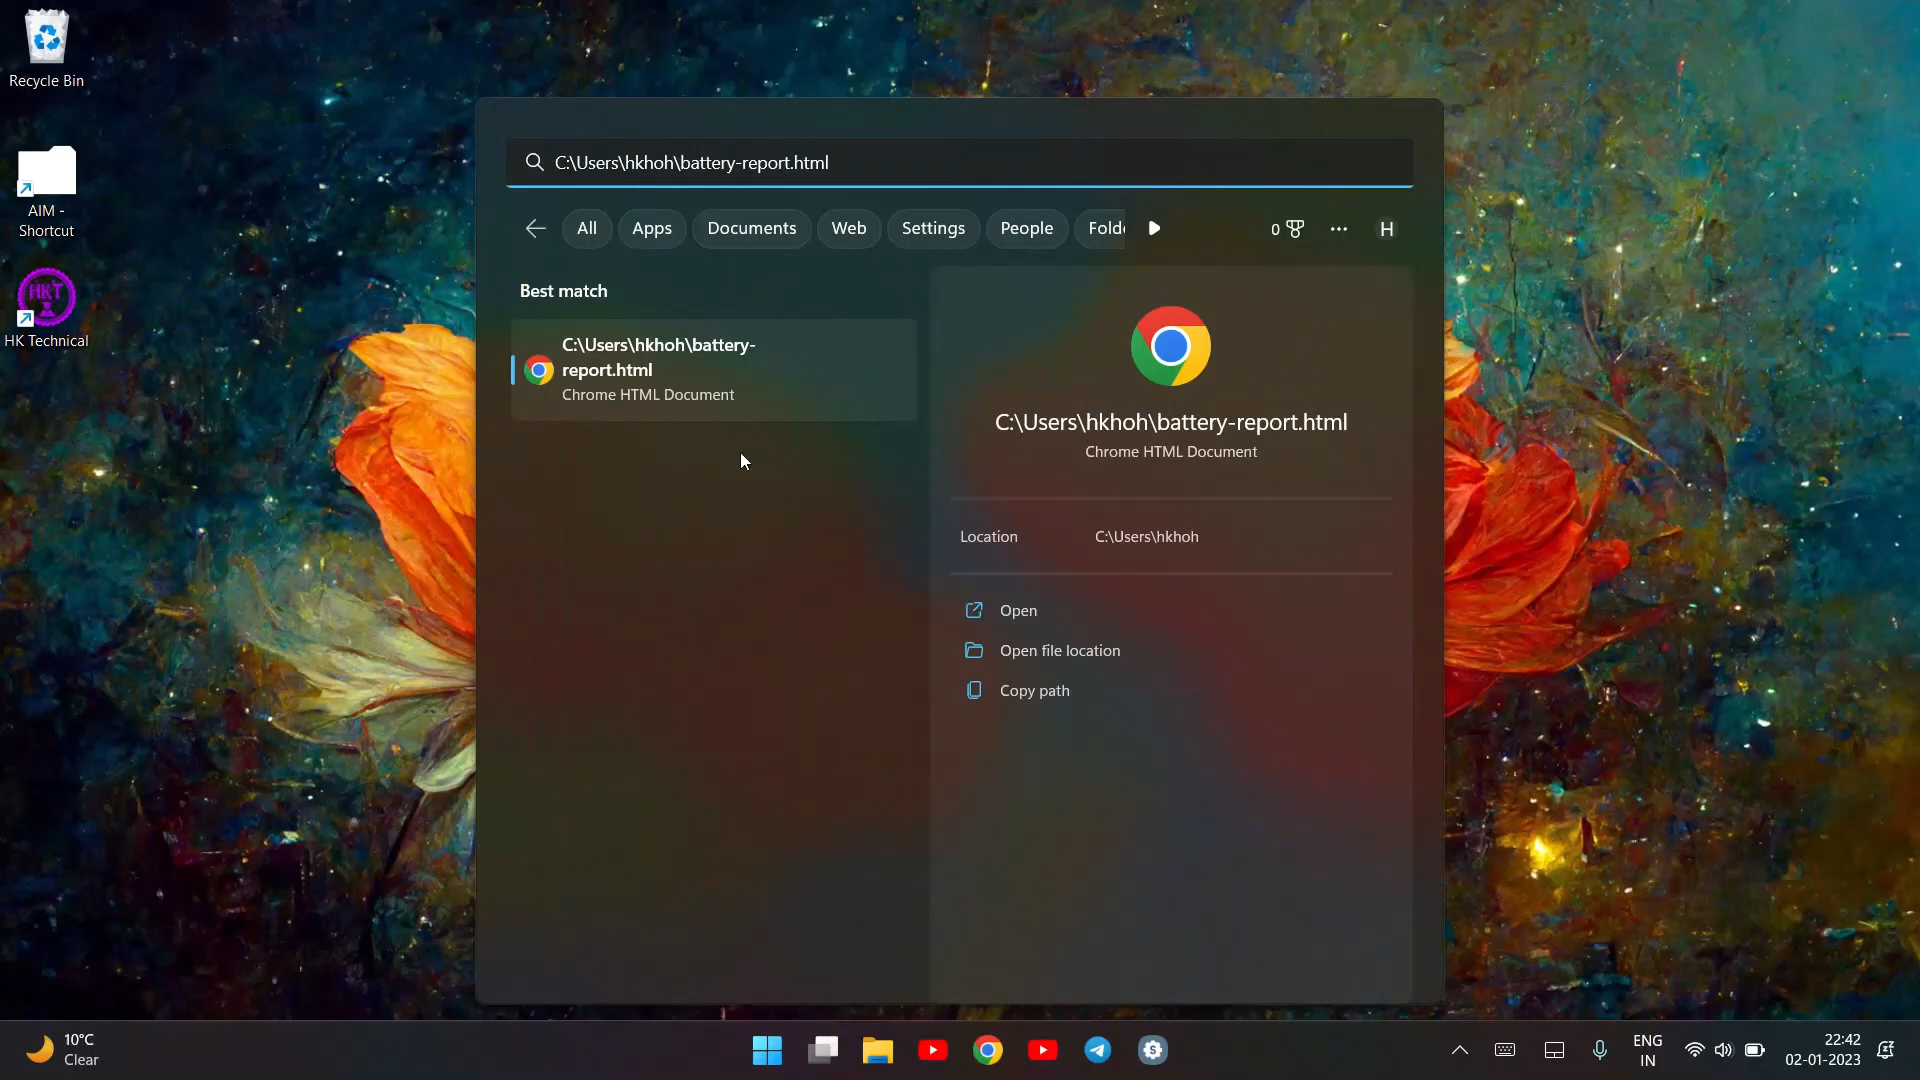 Recycle Bin
AIM -
Shortcut
HKT
HK Technical
C:\Users\hkhoh\battery-report.html
All Apps Documents Web Settings People Folde 0 H
Best match
C:\Users\hkhoh\battery-
report.html
Chrome HTML Document
C:\Users\hkhoh\battery-report.html
Chrome HTML Document
Location C:\Users\hkhoh
Open
Open file location
Copy path
10°C
Clear
ENG
IN
22:42
02-01-2023